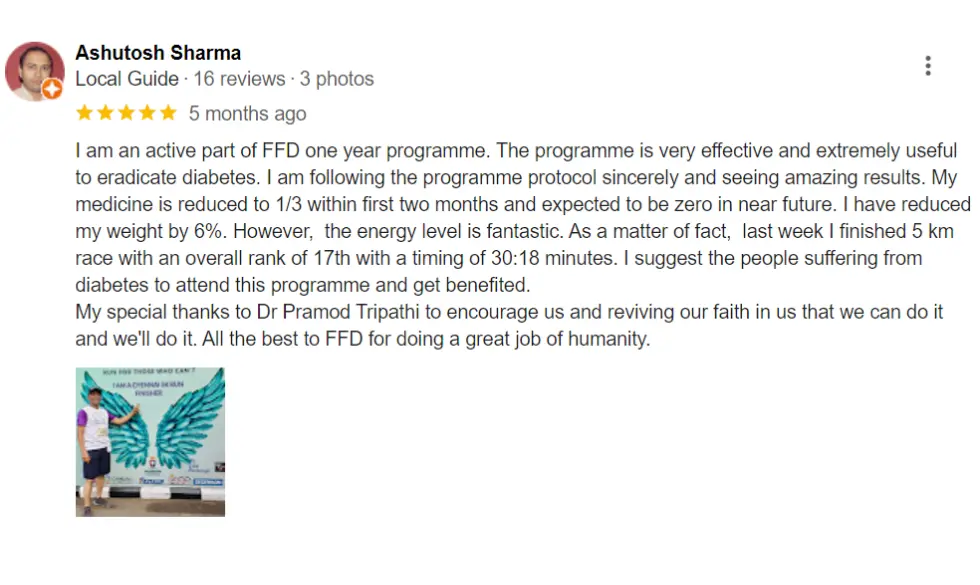 Ashutosh Sharma
Local Guide · 16 reviews · 3 photos
5 months ago
I am an active part of FFD one year programme. The programme is very effective and extremely useful
to eradicate diabetes. I am following the programme protocol sincerely and seeing amazing results. My
medicine is reduced to 1/3 within first two months and expected to be zero in near future. I have reduced
my weight by 6%. However,  the energy level is fantastic. As a matter of fact,  last week I finished 5 km
race with an overall rank of 17th with a timing of 30:18 minutes. I suggest the people suffering from
diabetes to attend this programme and get benefited.
My special thanks to Dr Pramod Tripathi to encourage us and reviving our faith in us that we can do it
and we'll do it. All the best to FFD for doing a great job of humanity.
RUN FOR THOSE WHO CAN'T
I AM A CHENNAI RUN
FINISHER